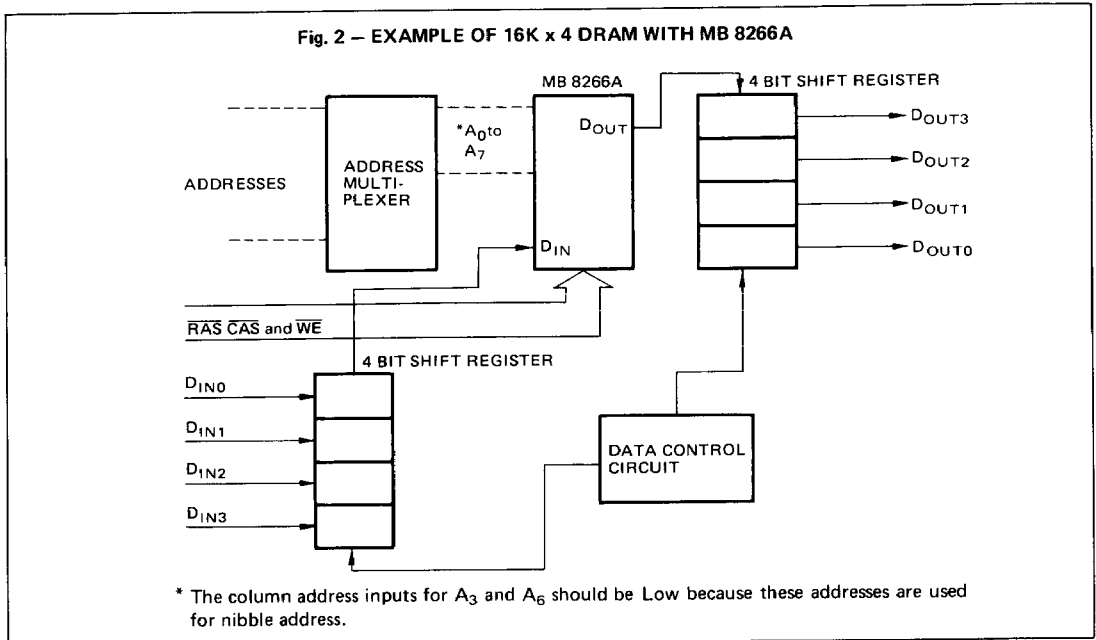 Fig. 2 – EXAMPLE OF 16K x 4 DRAM WITH MB 8266A
MB 8266A
4 BIT SHIFT REGISTER
ADDRESSES
ADDRESS
MULTI-
PLEXER
*A0 to
A7
DOUT
DIN
DOUT3
DOUT2
DOUT1
DOUT0
R̅A̅S̅ C̅A̅S̅ and W̅E̅
4 BIT SHIFT REGISTER
DIN0
DIN1
DIN2
DIN3
DATA CONTROL
CIRCUIT
* The column address inputs for A3 and A6 should be Low because these addresses are used
for nibble address.